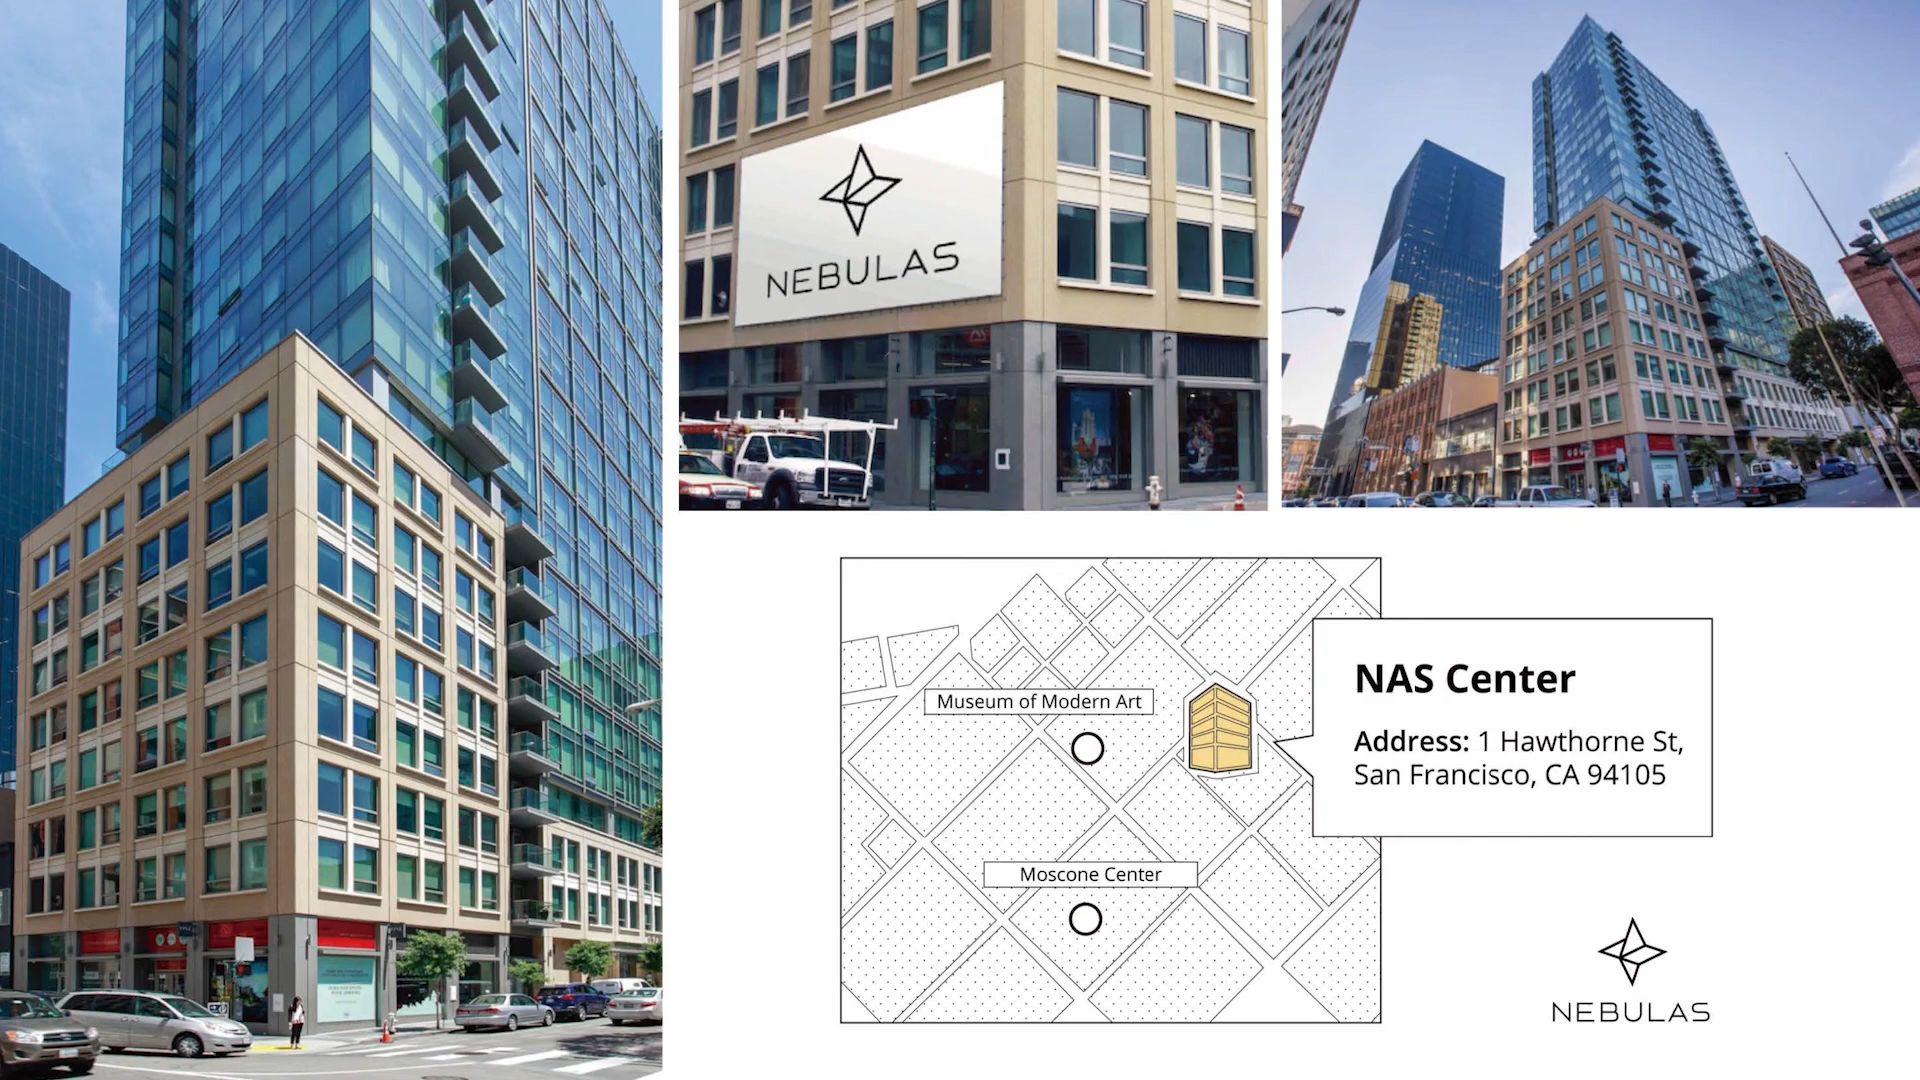 NEBULAS
Museum of Modern Art
NAS Center
Address: 1 Hawthorne St,
San Francisco, CA 94105
Moscone Center
NEBULAS